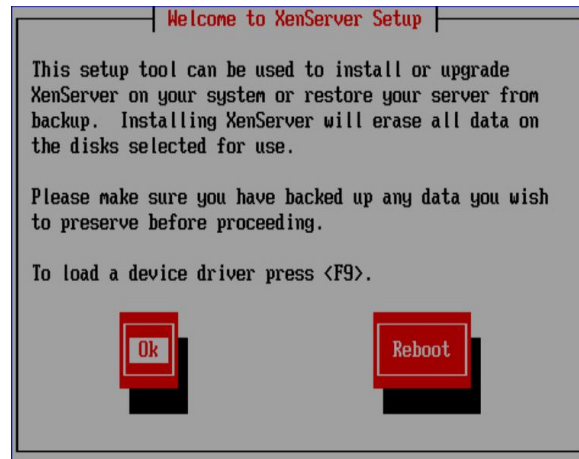 Welcome to XenServer Setup
This setup tool can be used to install or upgrade
XenServer on your system or restore your server from
backup.  Installing XenServer will erase all data on
the disks selected for use.
Please make sure you have backed up any data you wish
to preserve before proceeding.
To load a device driver press <F9>.
Ok
Reboot